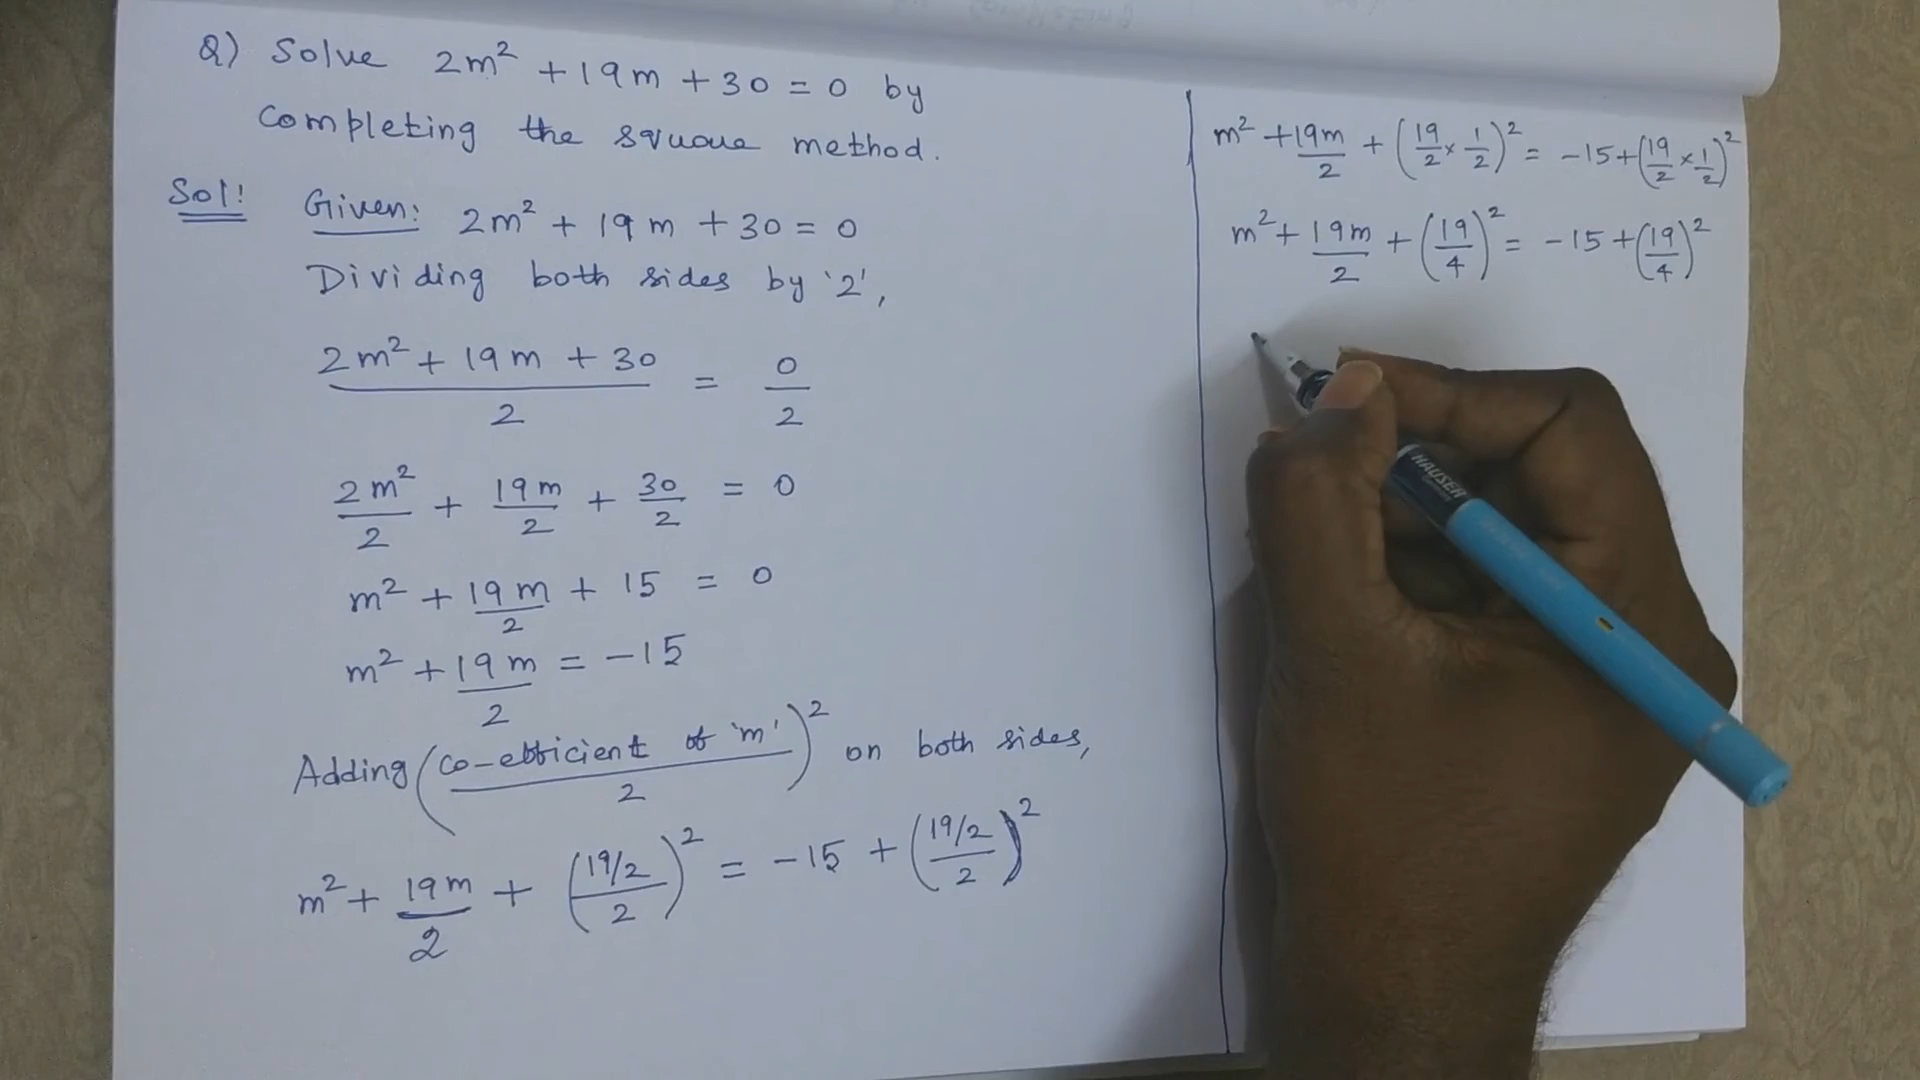 Q) Solve 2m² + 19m + 30 = 0 by
Completing the square method.
Sol! Given: 2m² + 19m + 30 = 0
Dividing both sides by '2',
(2m² + 19m + 30)/2 = 0/2
2m²/2 + 19m/2 + 30/2 = 0
m² + 19m/2 + 15 = 0
m² + 19m/2 = -15
Adding (co-efficient of 'm'/2)² on both sides,
m² + 19m/2 + ((19/2)/2)² = -15 + ((19/2)/2)²
m² + 19m/2 + (19/2 × 1/2)² = -15 + (19/2 × 1/2)²
m² + 19m/2 + (19/4)² = -15 + (19/4)²
HAUSER